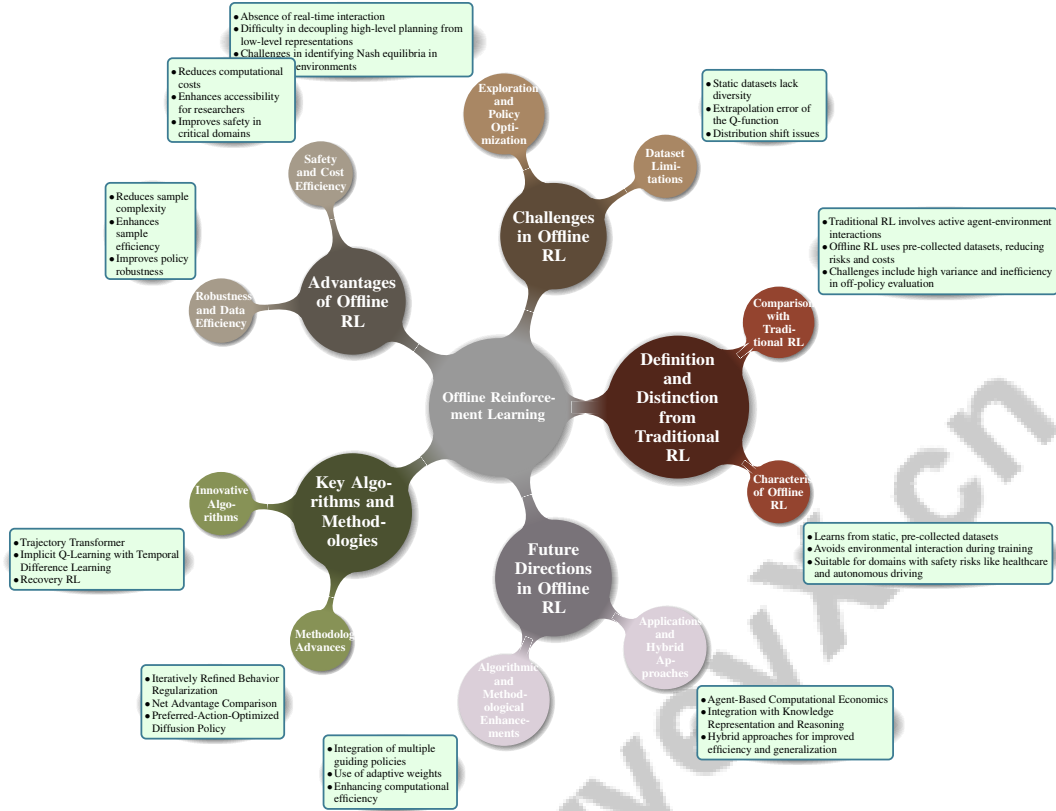 • Absence of real-time interaction
• Difficulty in decoupling high-level planning from
low-level representations
• Challenges in identifying Nash equilibria in
environments
• Reduces computational
costs
• Enhances accessibility
for researchers
• Improves safety in
critical domains
Exploration
and
Policy
Opti-
mization
• Static datasets lack
diversity
• Extrapolation error of
the Q-function
• Distribution shift issues
Dataset
Limi-
tations
Safety
and Cost
Efficiency
• Reduces sample
complexity
• Enhances
sample
efficiency
• Improves policy
robustness
Challenges
in Offline
RL
• Traditional RL involves active agent-environment
interactions
• Offline RL uses pre-collected datasets, reducing
risks and costs
• Challenges include high variance and inefficiency
in off-policy evaluation
Advantages
of Offline
RL
Robustness
and Data
Efficiency
Comparison
with
Tradi-
tional RL
Offline Reinforce-
ment Learning
Definition
and
Distinction
from
Traditional
RL
Characteris
of Offline
RL
Key Algo-
rithms and
Method-
ologies
Innovative
Algo-
rithms
• Trajectory Transformer
• Implicit Q-Learning with Temporal
Difference Learning
• Recovery RL
Future
Directions
in Offline
RL
• Learns from static, pre-collected datasets
• Avoids environmental interaction during training
• Suitable for domains with safety risks like healthcare
and autonomous driving
Methodolog
Advances
Applications
and
Hybrid
Ap-
proaches
• Iteratively Refined Behavior
Regularization
• Net Advantage Comparison
• Preferred-Action-Optimized
Diffusion Policy
Algorithmic
and
Method-
ological
Enhance-
ments
• Agent-Based Computational Economics
• Integration with Knowledge
Representation and Reasoning
• Hybrid approaches for improved
efficiency and generalization
• Integration of multiple
guiding policies
• Use of adaptive weights
• Enhancing computational
efficiency